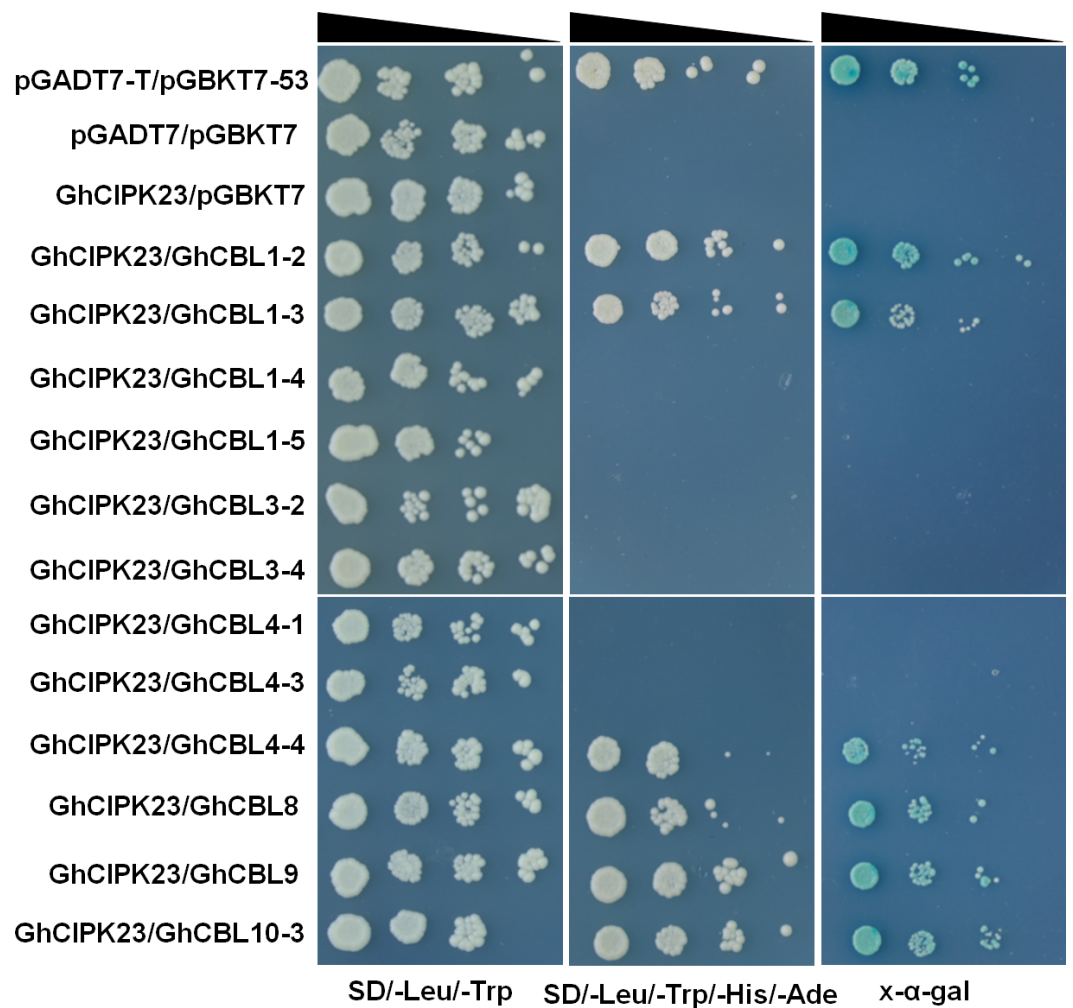 pGADT7-T/pGBKT7-53
pGADT7/pGBKT7
GhCIPK23/pGBKT7
GhCIPK23/GhCBL1-2
GhCIPK23/GhCBL1-3
GhCIPK23/GhCBL1-4
GhCIPK23/GhCBL1-5
GhCIPK23/GhCBL3-2
GhCIPK23/GhCBL3-4
GhCIPK23/GhCBL4-1
GhCIPK23/GhCBL4-3
GhCIPK23/GhCBL4-4
GhCIPK23/GhCBL8
GhCIPK23/GhCBL9
GhCIPK23/GhCBL10-3
SD/-Leu/-Trp
SD/-Leu/-Trp/-His/-Ade
x-α-gal